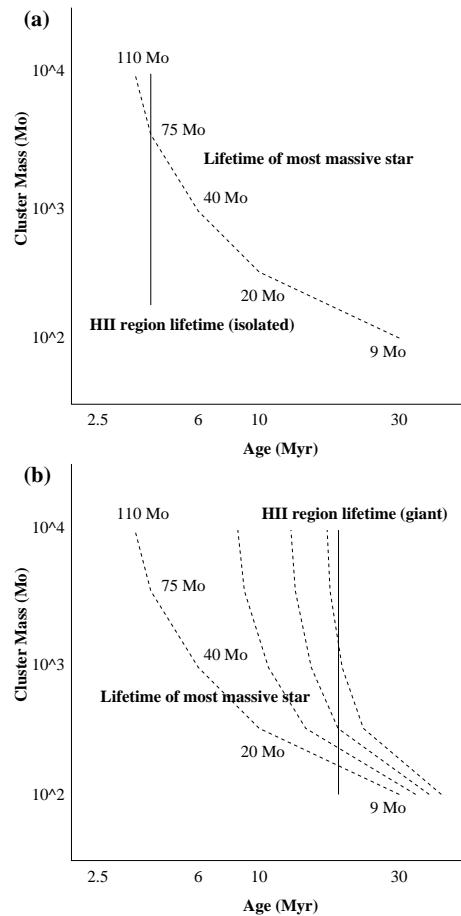 (a)
110 Mo
10^4
75 Mo
Lifetime of most massive star
40 Mo
10^3
Cluster Mass (Mo)
20 Mo
HII region lifetime (isolated)
10^2
9 Mo
2.5 6 10 30
Age (Myr)
(b)
110 Mo
HII region lifetime (giant)
10^4
75 Mo
40 Mo
10^3
Cluster Mass (Mo)
Lifetime of most massive star
20 Mo
10^2
9 Mo
2.5 6 10 30
Age (Myr)